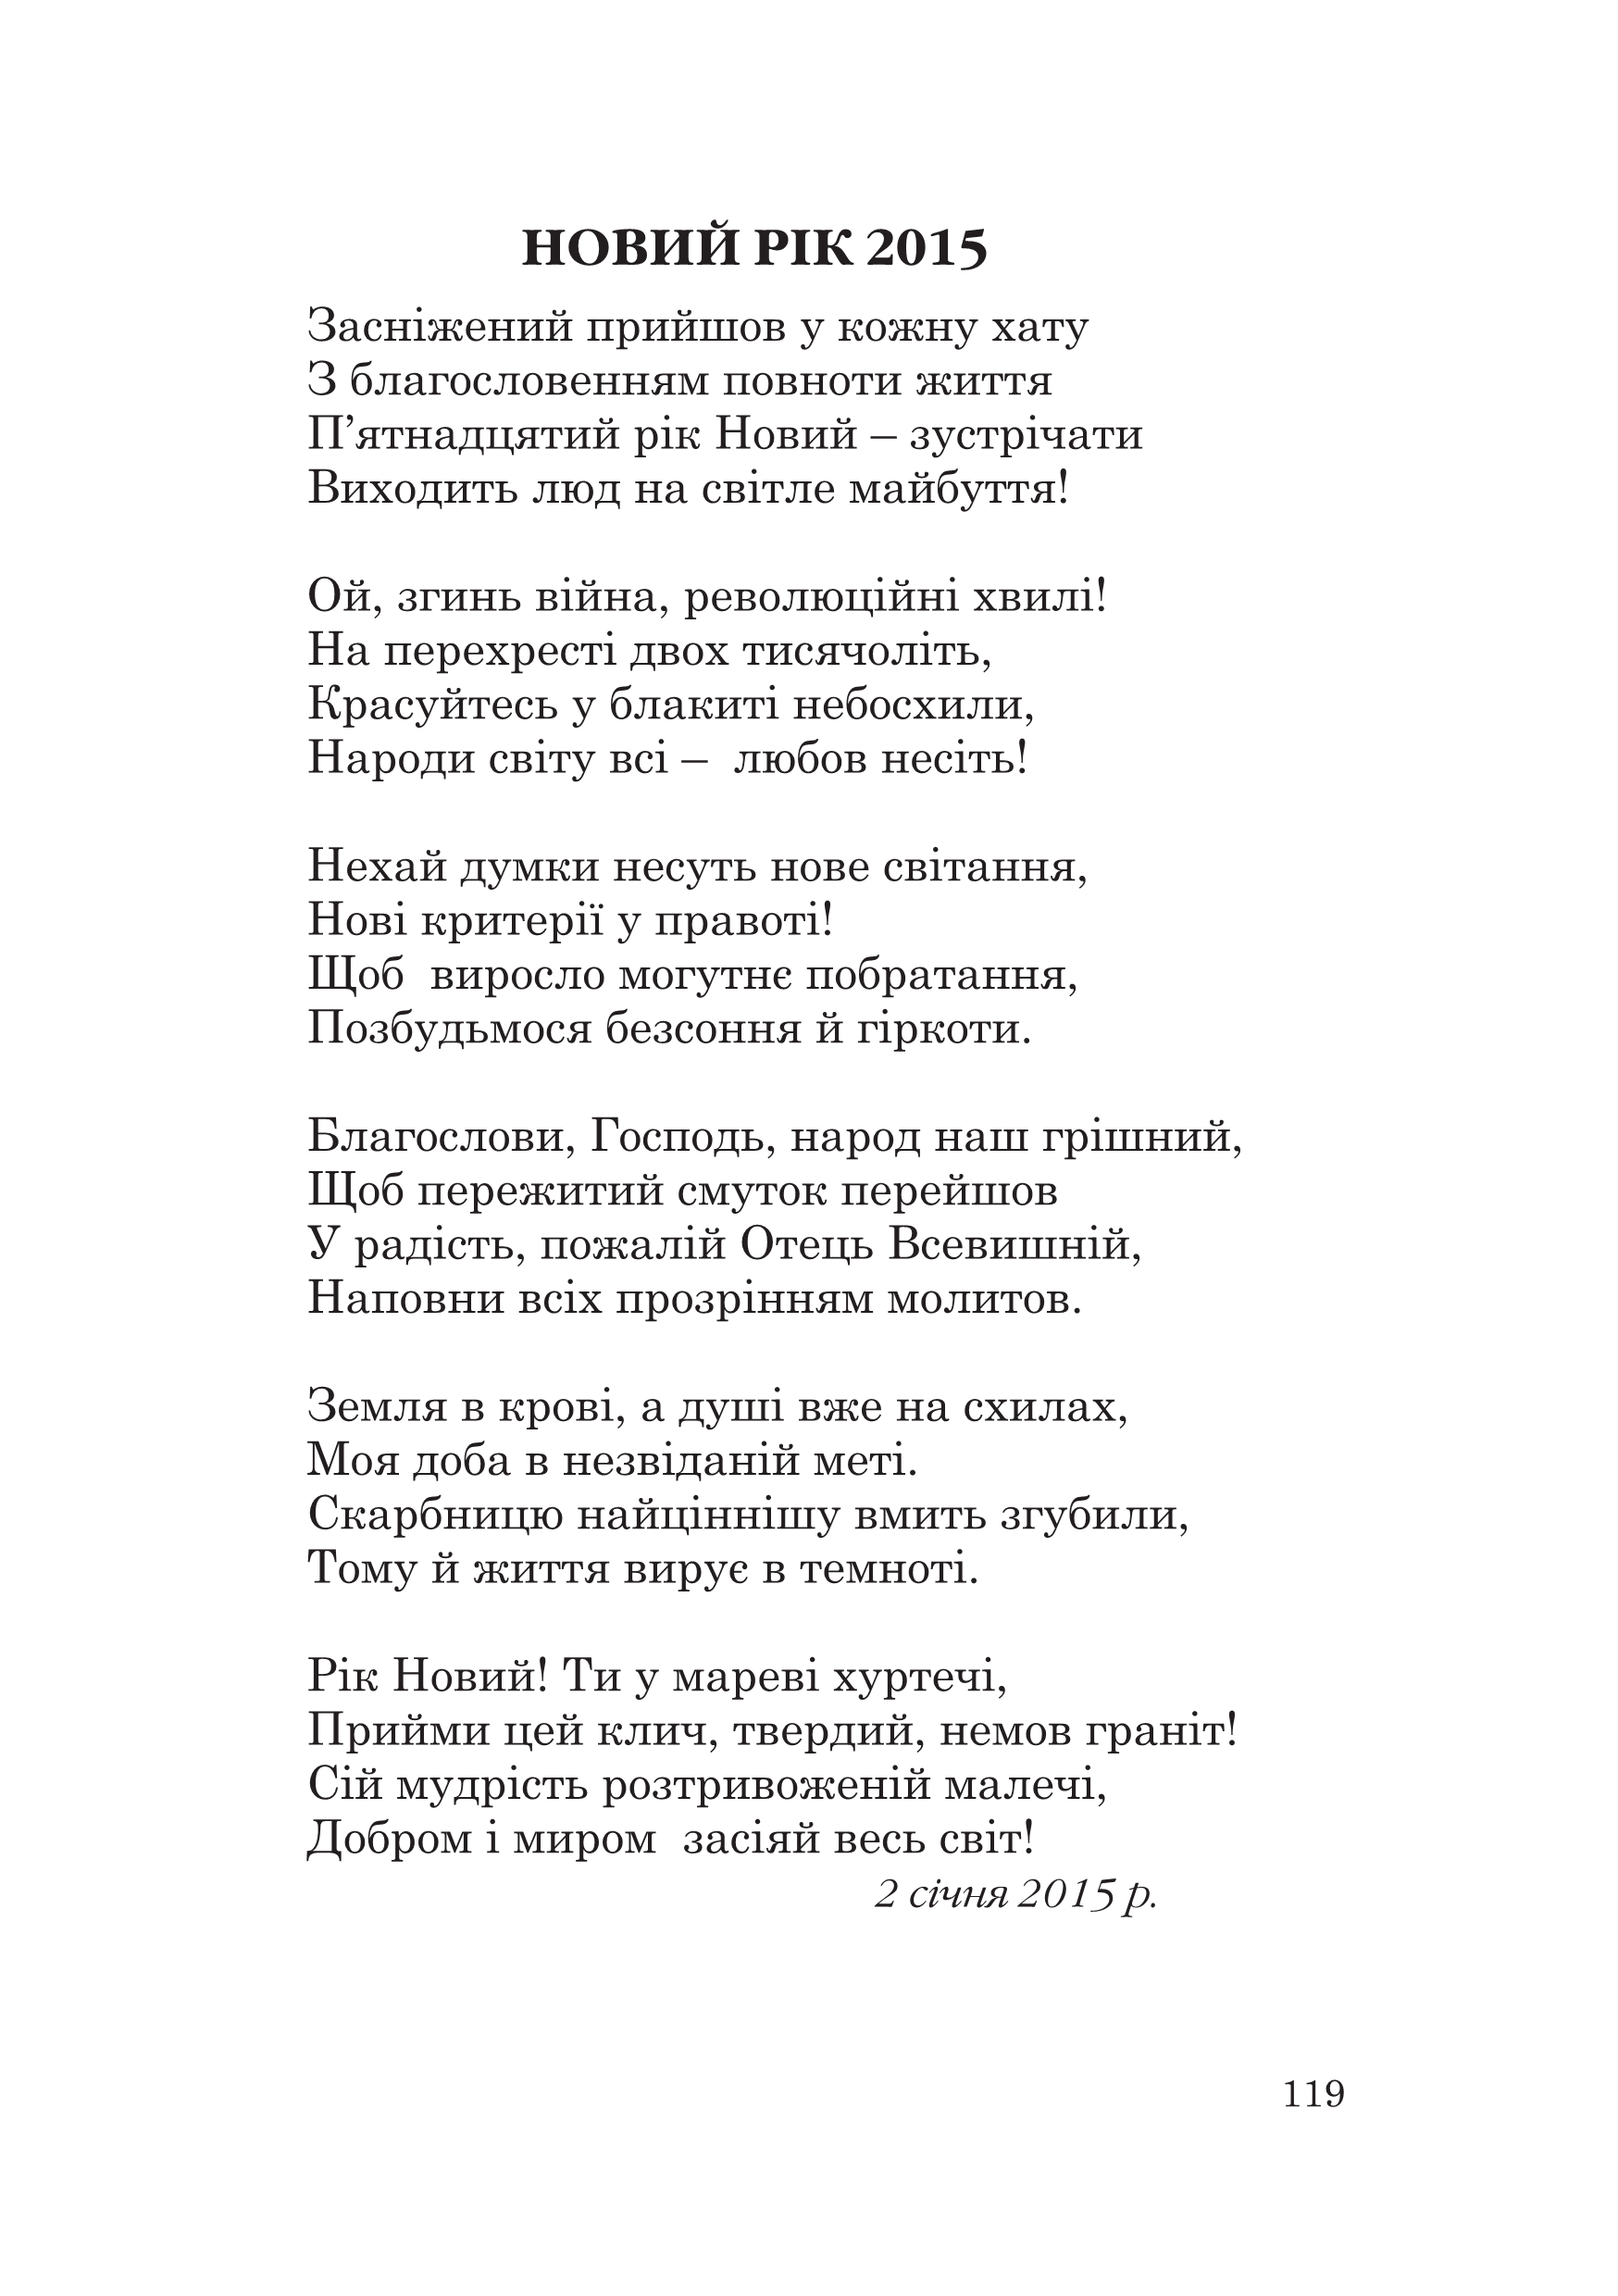 НОВИЙ РІК 2015
Засніжений прийшов у кожну хату
З благословенням повноти життя
П’ятнадцятий рік Новий – зустрічати
Виходить люд на світле майбуття!
Ой, згинь війна, революційні хвилі!
На перехресті двох тисячоліть,
Красуйтесь у блакиті небосхили,
Народи світу всі –  любов несіть!
Нехай думки несуть нове світання,
Нові критерії у правоті!
Щоб  виросло могутнє побратання,
Позбудьмося безсоння й гіркоти.
Благослови, Господь, народ наш грішний,
Щоб пережитий смуток перейшов
У радість, пожалій Отець Всевишній,
Наповни всіх прозрінням молитов.
Земля в крові, а душі вже на схилах,
Моя доба в незвіданій меті.
Скарбницю найціннішу вмить згубили,
Тому й життя вирує в темноті.
Рік Новий! Ти у мареві хуртечі,
Прийми цей клич, твердий, немов граніт!
Сій мудрість розтривоженій малечі,
Добром і миром  засіяй весь світ!
2 січня 2015 р.
119